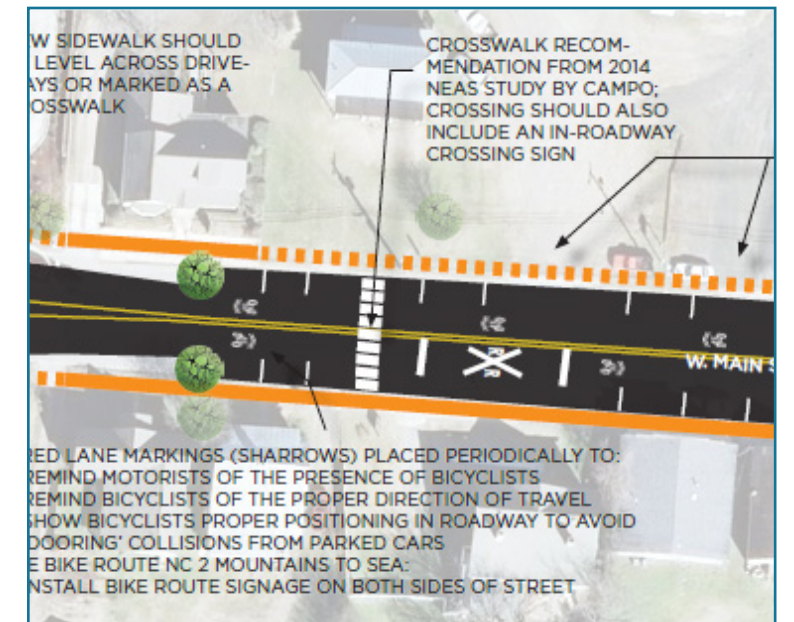 W SIDEWALK SHOULD
LEVEL ACROSS DRIVE-
AYS OR MARKED AS A
OSSWALK
CROSSWALK RECOM-
MENDATION FROM 2014
NEAS STUDY BY CAMPO;
CROSSING SHOULD ALSO
INCLUDE AN IN-ROADWAY
CROSSING SIGN
R R
W. MAIN S
RED LANE MARKINGS (SHARROWS) PLACED PERIODICALLY TO:
REMIND MOTORISTS OF THE PRESENCE OF BICYCLISTS
REMIND BICYCLISTS OF THE PROPER DIRECTION OF TRAVEL
SHOW BICYCLISTS PROPER POSITIONING IN ROADWAY TO AVOID
DOORING’ COLLISIONS FROM PARKED CARS
E BIKE ROUTE NC 2 MOUNTAINS TO SEA:
NSTALL BIKE ROUTE SIGNAGE ON BOTH SIDES OF STREET